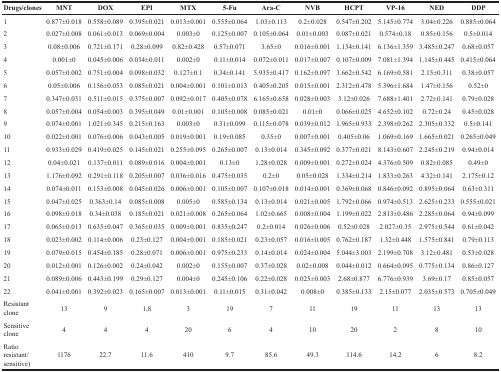 Drugs/clones MNT DOX EPI MTX 5-Fu Ara-C NVB HCPT VP-16 NED DDP
1 0.877±0.018 0.558±0.089 0.395±0.021 0.013±0.001 0.555±0.064 1.03±0.113 0.2±0.028 0.547±0.202 5.145±0.774 3.04±0.226 0.885±0.064
2 0.027±0.008 0.061±0.013 0.069±0.004 0.003±0 0.125±0.007 0.105±0.064 0.01±0.003 0.087±0.021 0.574±0.18 0.85±0.156 0.5±0.014
3 0.08±0.006 0.721±0.171 0.28±0.099 0.82±0.428 0.57±0.071 3.65±0 0.016±0.001 1.134±0.141 6.136±1.359 3.485±0.247 0.68±0.057
4 0.001±0 0.045±0.006 0.034±0.011 0.002±0 0.11±0.014 0.072±0.011 0.017±0.007 0.107±0.009 7.081±1.394 1.145±0.445 0.415±0.064
5 0.057±0.002 0.751±0.004 0.098±0.032 0.127±0.1 0.34±0.141 5.935±0.417 0.162±0.097 3.662±0.542 6.169±0.581 2.15±0.311 0.38±0.057
6 0.05±0.006 0.156±0.053 0.085±0.021 0.004±0.001 0.101±0.013 0.405±0.205 0.015±0.001 2.312±0.478 5.396±1.684 1.47±0.156 0.52±0
7 0.347±0.031 0.511±0.015 0.375±0.007 0.092±0.017 0.405±0.078 6.165±0.658 0.028±0.003 3.12±0.026 7.688±1.401 2.72±0.141 0.79±0.028
8 0.057±0.004 0.054±0.003 0.395±0.049 0.01±0.001 0.105±0.008 0.085±0.021 0.01±0 0.066±0.025 4.652±0.102 0.72±0.24 0.45±0.028
9 0.074±0.001 1.021±0.345 0.215±0.163 0.003±0 0.31±0.099 0.115±0.078 0.039±0.012 1.965±0.933 2.398±0.262 2.305±0.332 0.5±0.141
10 0.022±0.001 0.076±0.006 0.043±0.005 0.019±0.001 0.19±0.085 0.35±0 0.007±0.001 0.405±0.06 1.069±0.169 1.665±0.021 0.265±0.049
11 0.933±0.029 0.419±0.025 0.145±0.021 0.255±0.095 0.265±0.007 0.13±0.014 0.345±0.092 0.377±0.021 8.143±0.607 2.245±0.219 0.94±0.014
12 0.04±0.021 0.137±0.011 0.089±0.016 0.004±0.001 0.13±0 1.28±0.028 0.009±0.001 0.272±0.024 4.376±0.509 0.82±0.085 0.49±0
13 1.176±0.092 0.291±0.118 0.205±0.007 0.036±0.016 0.475±0.035 0.2±0 0.05±0.028 1.334±0.214 1.833±0.263 4.32±0.141 2.175±0.12
14 0.074±0.011 0.153±0.008 0.045±0.026 0.006±0.001 0.105±0.007 0.107±0.018 0.014±0.001 0.369±0.068 0.846±0.092 0.895±0.064 0.63±0.311
15 0.047±0.025 0.363±0.14 0.085±0.008 0.005±0 0.585±0.134 0.13±0.014 0.021±0.005 1.792±0.066 0.974±0.513 2.625±0.233 0.555±0.021
16 0.098±0.018 0.34±0.038 0.185±0.021 0.021±0.008 0.265±0.064 1.02±0.665 0.008±0.004 1.199±0.022 2.813±0.486 2.285±0.064 0.94±0.099
17 0.065±0.013 0.635±0.047 0.365±0.035 0.009±0.001 0.835±0.247 0.2±0.014 0.026±0.006 0.52±0.028 2.027±0.35 2.975±0.544 0.61±0.042
18 0.023±0.002 0.114±0.006 0.23±0.127 0.004±0.001 0.185±0.021 0.23±0.057 0.016±0.005 0.762±0.187 1.32±0.448 1.575±0.841 0.79±0.113
19 0.079±0.015 0.454±0.185 0.28±0.071 0.006±0.001 0.975±0.233 0.14±0.014 0.024±0.004 5.044±3.003 2.199±0.708 3.12±0.481 0.53±0.028
20 0.012±0.001 0.126±0.002 0.24±0.042 0.002±0 0.155±0.007 0.37±0.028 0.02±0.008 0.044±0.012 0.664±0.095 0.775±0.134 0.86±0.127
21 0.089±0.006 0.443±0.199 0.29±0.127 0.004±0 0.245±0.106 0.22±0.028 0.025±0.003 2.68±0.877 6.776±0.939 3.69±0.17 0.85±0.057
22 0.041±0.001 0.392±0.023 0.165±0.007 0.013±0.001 0.11±0.015 0.31±0.042 0.008±0 0.385±0.133 2.15±0.077 2.035±0.573 0.705±0.049
Resistant
clone 13 9 1,8 3 19 7 11 19 11 13 13
Sensitive
clone 4 4 4 20 6 4 10 20 2 8 10
Ratio
resistant/
sensitive) 1176 22.7 11.6 410 9.7 85.6 49.3 114.6 14.2 6 8.2